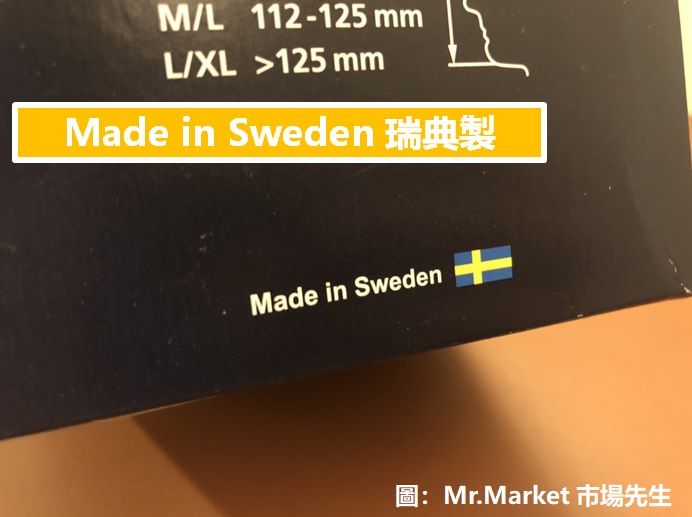 M/L 112-125 mm
L/XL >125 mm
Made in Sweden 瑞典製
Made in Sweden
圖：Mr.Market 市場先生